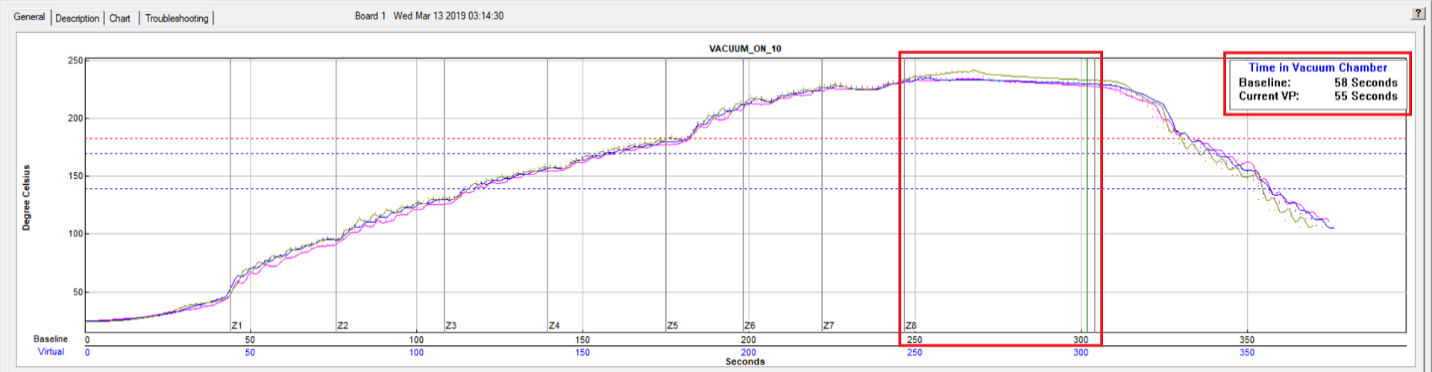 General Description Chart Troubleshooting Board 1 Wed Mar 13 2019 03:14:30 ?
VACUUM_ON_10
Time in Vacuum Chamber
Baseline: 58 Seconds
Current VP: 55 Seconds
Degree Celsius
250
200
150
100
50
Z1 Z2 Z3 Z4 Z5 Z6 Z7 Z8
Baseline 0 50 100 150 200 250 300 350
Virtual 0 50 100 150 200 250 300 350
Seconds